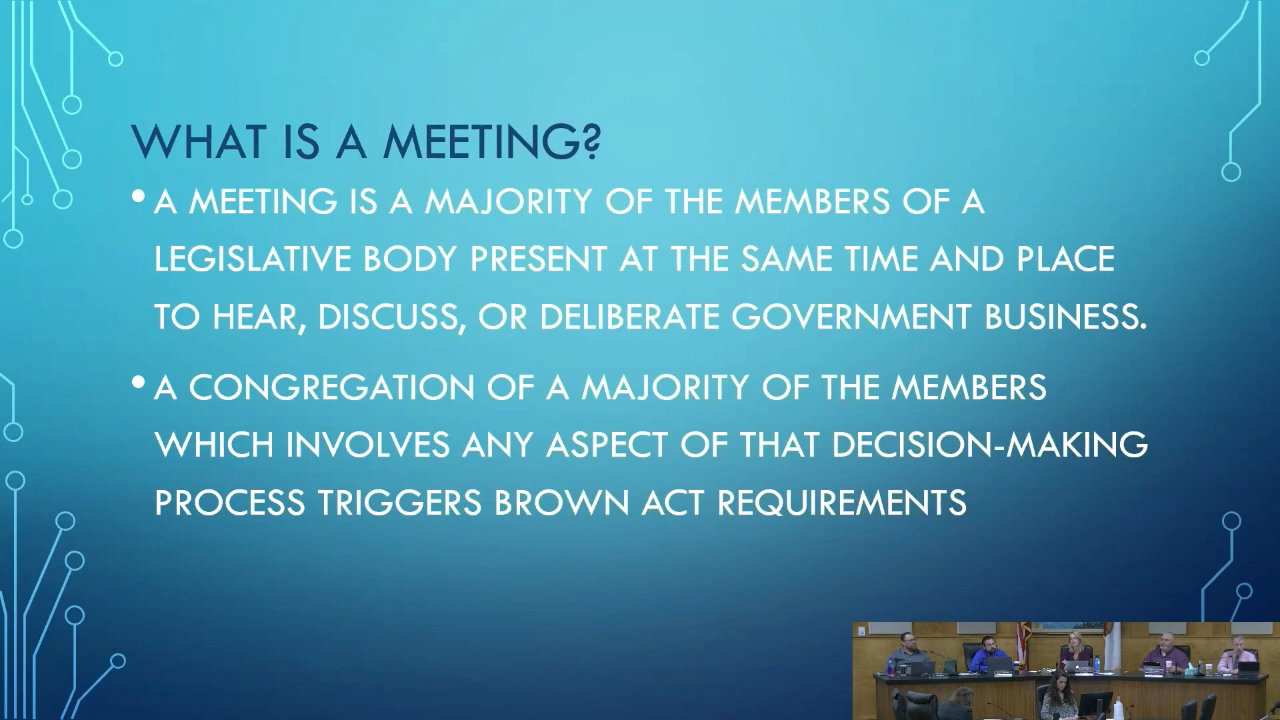 WHAT IS A MEETING?
• A MEETING IS A MAJORITY OF THE MEMBERS OF A
LEGISLATIVE BODY PRESENT AT THE SAME TIME AND PLACE
TO HEAR, DISCUSS, OR DELIBERATE GOVERNMENT BUSINESS.
• A CONGREGATION OF A MAJORITY OF THE MEMBERS
WHICH INVOLVES ANY ASPECT OF THAT DECISION-MAKING
PROCESS TRIGGERS BROWN ACT REQUIREMENTS